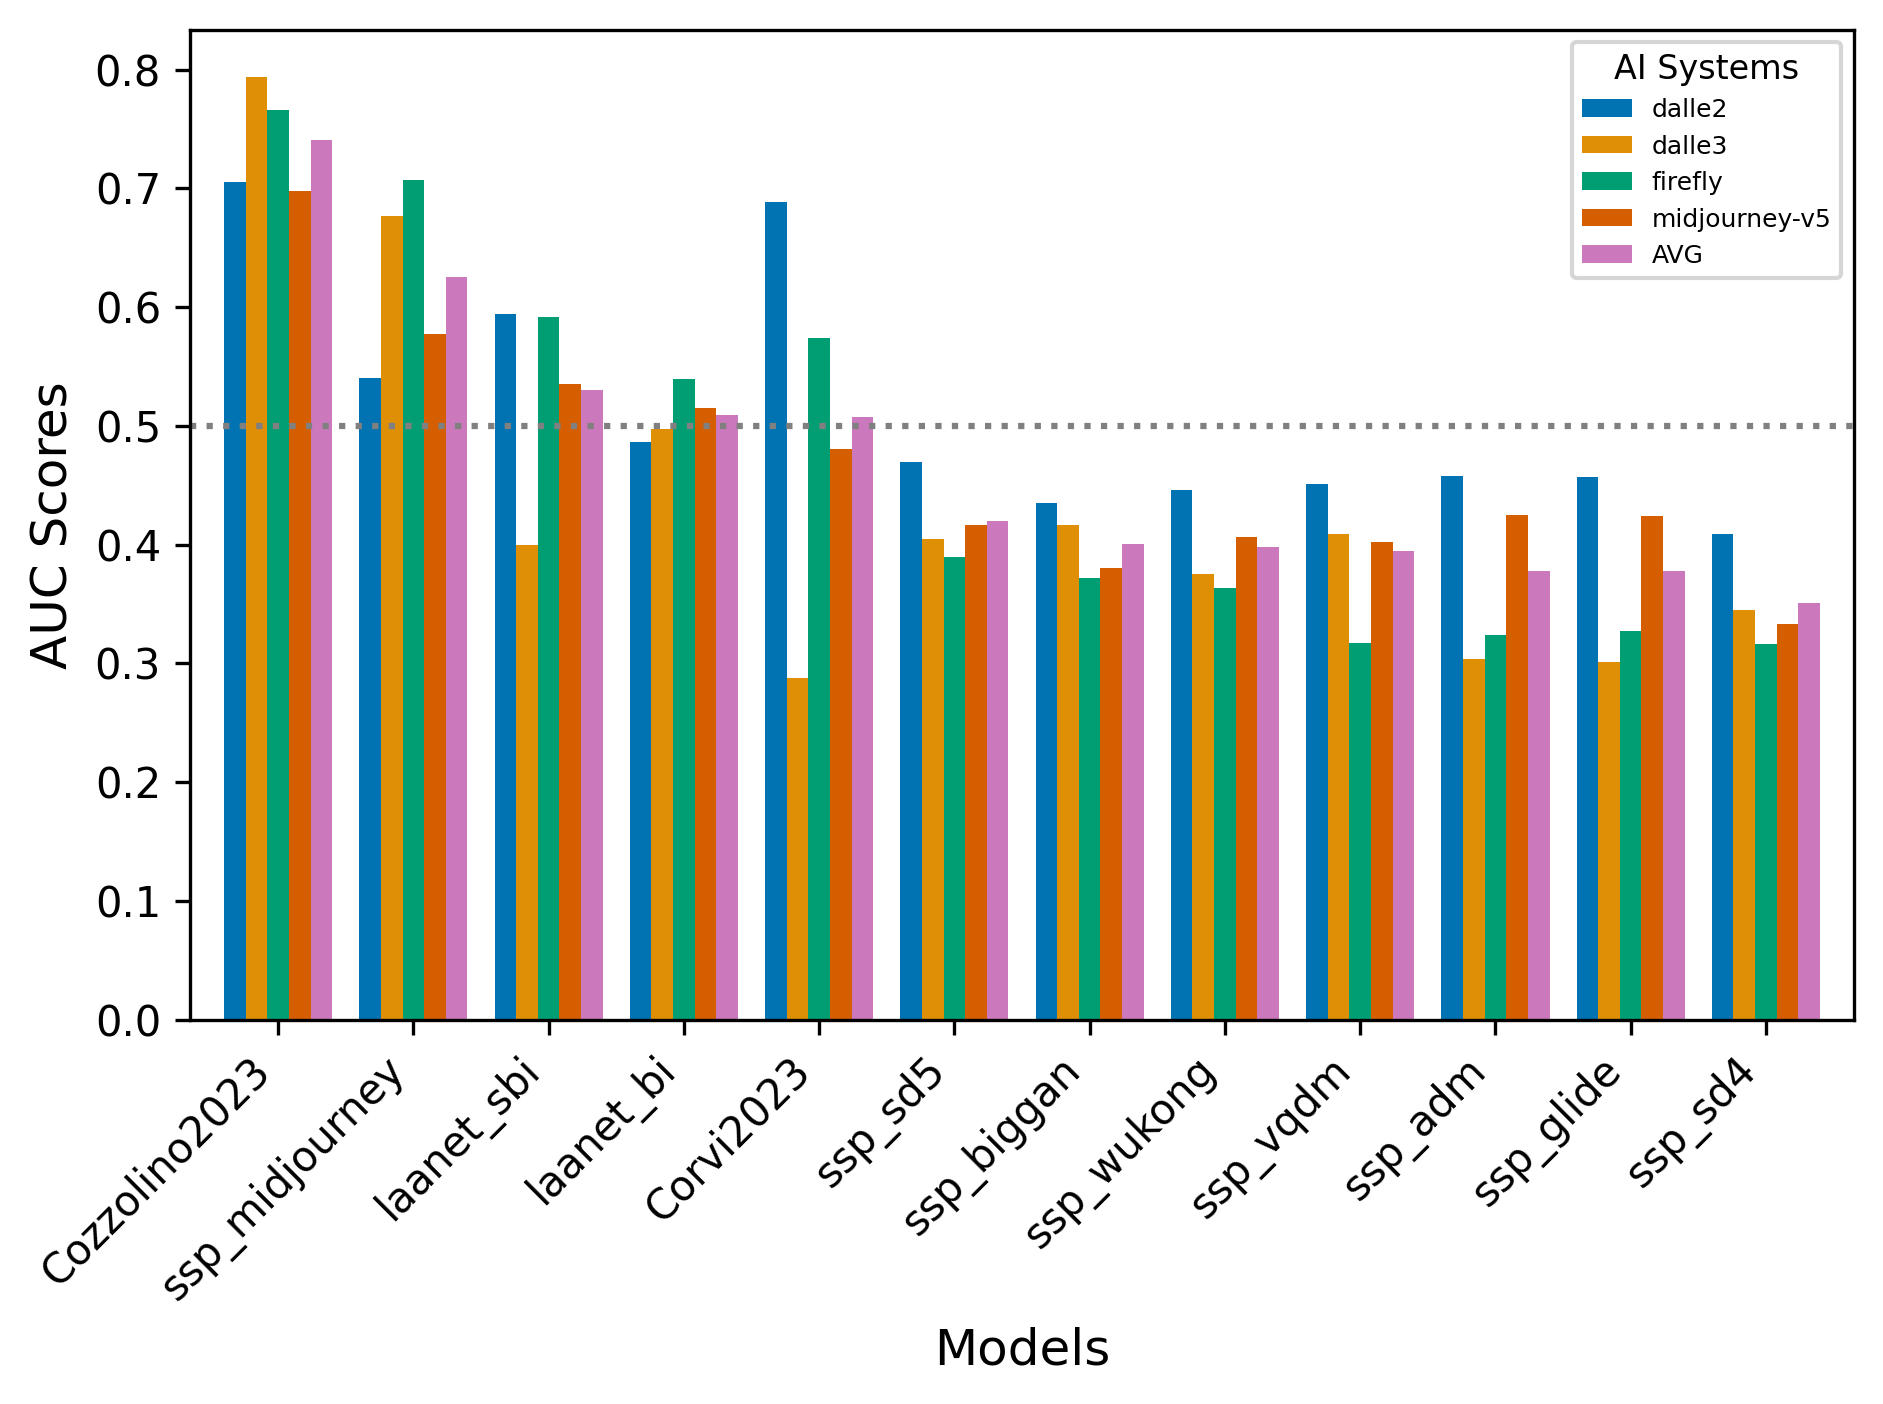 AI Systems
dalle2
dalle3
firefly
midjourney-v5
AVG
AUC Scores
0.8
0.7
0.6
0.5
0.4
0.3
0.2
0.1
0.0
Cozzolino2023
ssp_midjourney
laanet_sbi
laanet_bi
Corvi2023
ssp_sd5
ssp_biggan
ssp_wukong
ssp_vqdm
ssp_adm
ssp_glide
ssp_sd4
Models